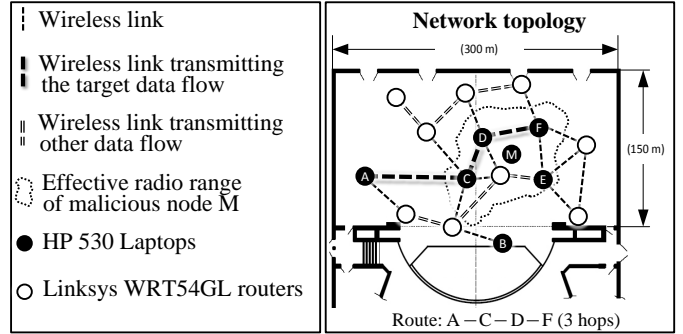 Wireless link
Wireless link transmitting
the target data flow
Wireless link transmitting
other data flow
Effective radio range
of malicious node M
HP 530 Laptops
Linksys WRT54GL routers
Network topology
(300 m)
(150 m)
D
F
M
A
C
E
B
Route: A – C – D – F (3 hops)